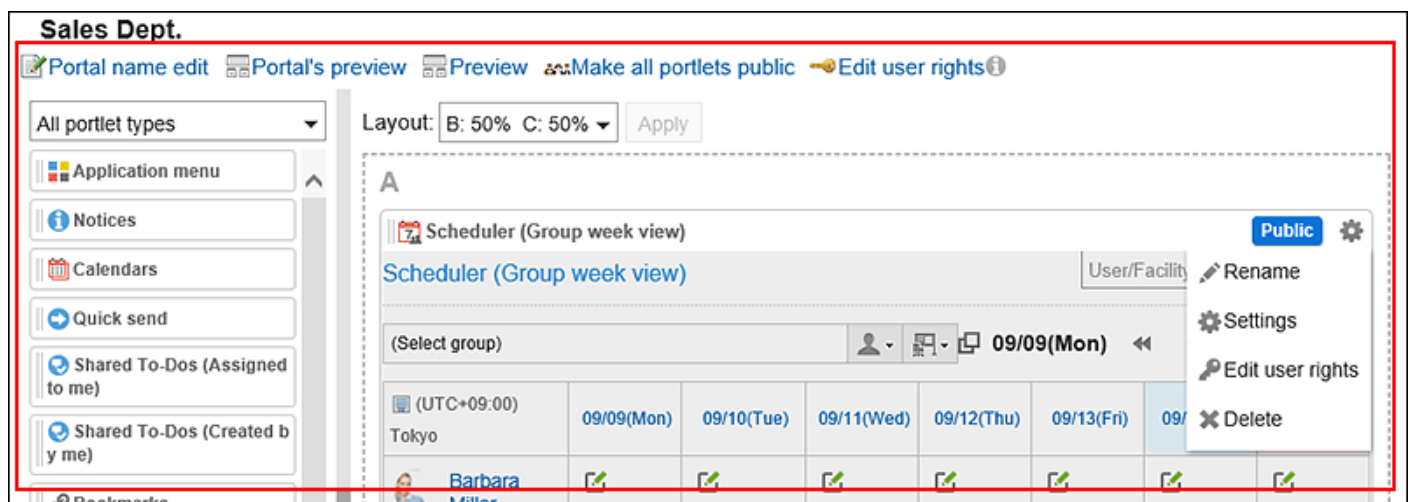 Sales Dept.
Portal name edit Portal's preview Preview Make all portlets public Edit user rights
All portlet types
Layout: B: 50% C: 50% Apply
Application menu
Notices
Calendars
Quick send
Shared To-Dos (Assigned
to me)
Shared To-Dos (Created b
y me)
Bookmarks
A
Scheduler (Group week view) Public
Scheduler (Group week view) User/Facility
Rename
Settings
Edit user rights
Delete
(Select group) 09/09(Mon)
(UTC+09:00)
Tokyo
09/09(Mon) 09/10(Tue) 09/11(Wed) 09/12(Thu) 09/13(Fri) 09/
Barbara
Miller